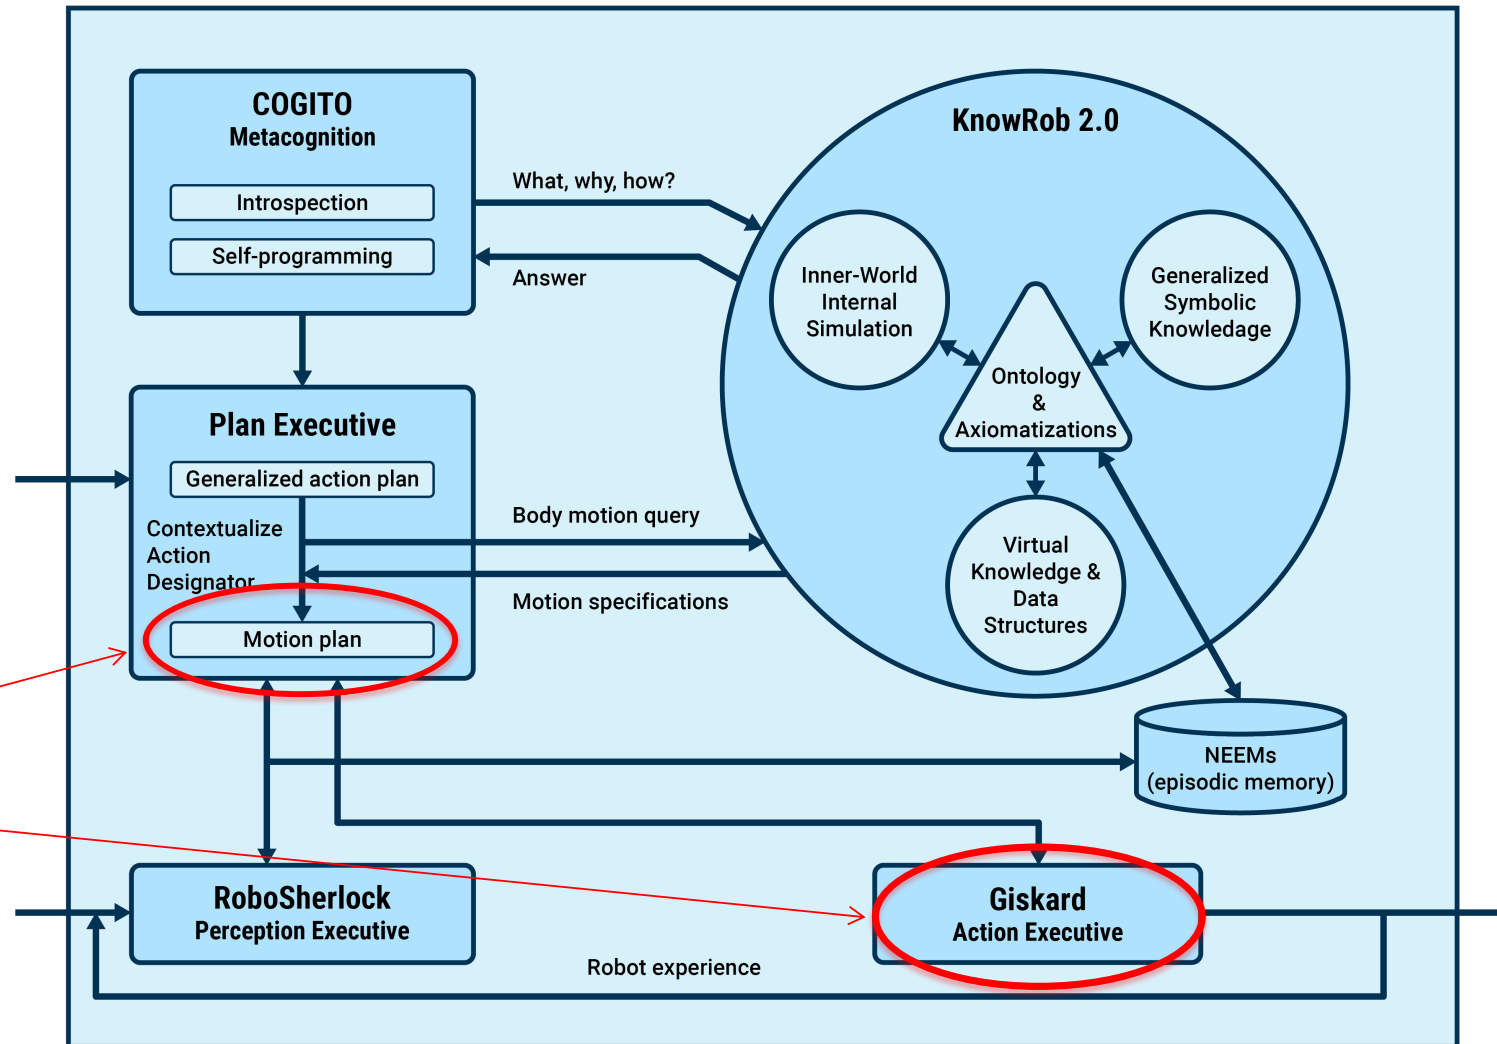 COGITO
Metacognition
Introspection
Self-programming
What, why, how?
Answer
KnowRob 2.0
Inner-World
Internal
Simulation
Generalized
Symbolic
Knowledage
Ontology
&
Axiomatizations
Virtual
Knowledge &
Data
Structures
Plan Executive
Generalized action plan
Contextualize
Action
Designator
Motion plan
Body motion query
Motion specifications
NEEMs
(episodic memory)
RoboSherlock
Perception Executive
Giskard
Action Executive
Robot experience